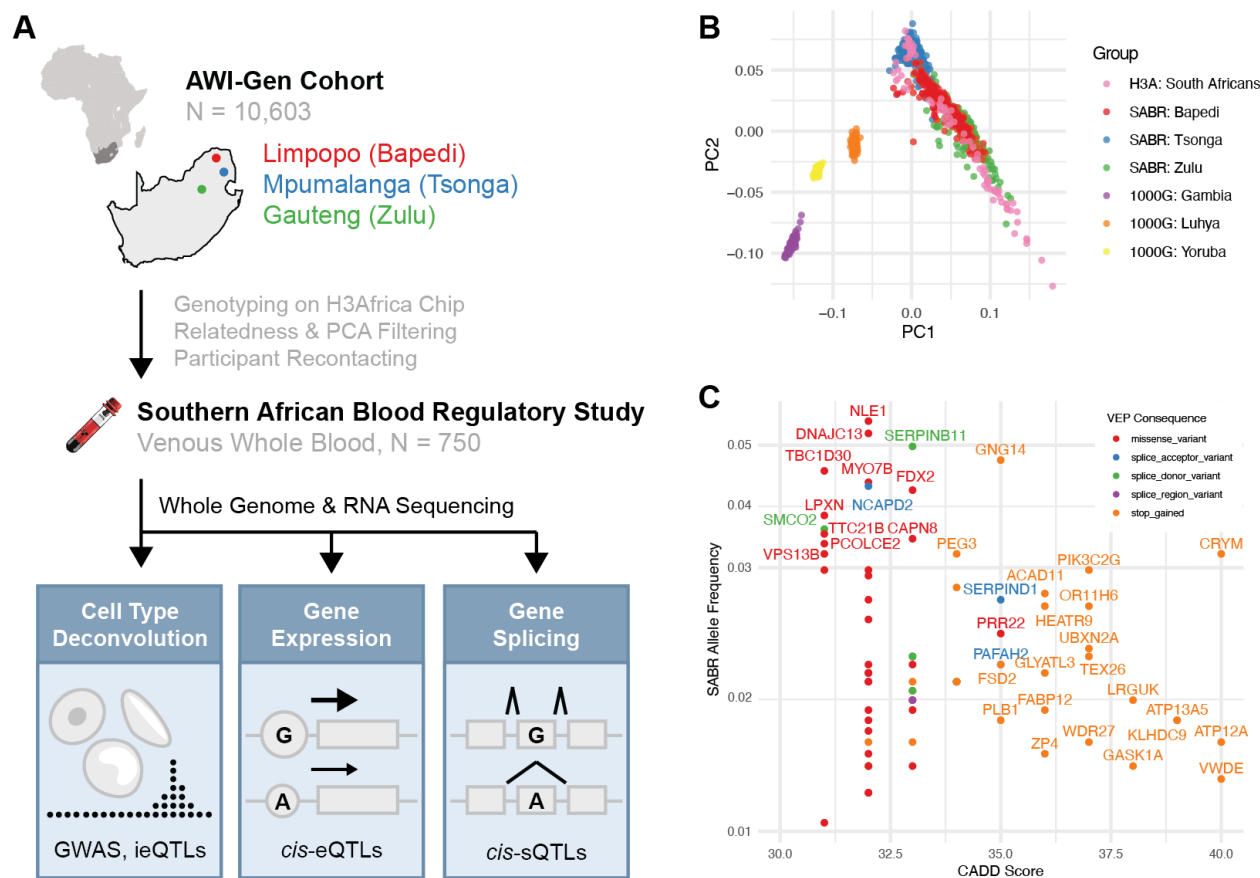 A
AWI-Gen Cohort
N = 10,603
Limpopo (Bapedi)
Mpumalanga (Tsonga)
Gauteng (Zulu)
Genotyping on H3Africa Chip
Relatedness & PCA Filtering
Participant Recontacting
Southern African Blood Regulatory Study
Venous Whole Blood, N = 750
Whole Genome & RNA Sequencing
Cell Type
Deconvolution
GWAS, ieQTLs
Gene
Expression
G
A
cis-eQTLs
Gene
Splicing
G
A
cis-sQTLs
B
PC2
0.05
0.00
−0.05
−0.10
−0.1
0.0
0.1
PC1
Group
H3A: South Africans
SABR: Bapedi
SABR: Tsonga
SABR: Zulu
1000G: Gambia
1000G: Luhya
1000G: Yoruba
C
SABR Allele Frequency
0.05
0.04
0.03
0.02
0.01
30.0
32.5
35.0
37.5
40.0
CADD Score
VEP Consequence
missense_variant
splice_acceptor_variant
splice_donor_variant
splice_region_variant
stop_gained
NLE1
DNAJC13
SERPINB11
TBC1D30
GNG14
MYO7B
FDX2
LPXN
NCAPD2
SMCO2
TTC21B
CAPN8
PCOLCE2
VPS13B
PEG3
CRYM
PIK3C2G
ACAD11
SERPIND1
OR11H6
HEATR9
PRR22
UBXN2A
PAFAH2
GLYATL3
TEX26
FSD2
LRGUK
FABP12
PLB1
ATP13A5
WDR27
KLHDC9
ATP12A
ZP4
GASK1A
VWDE